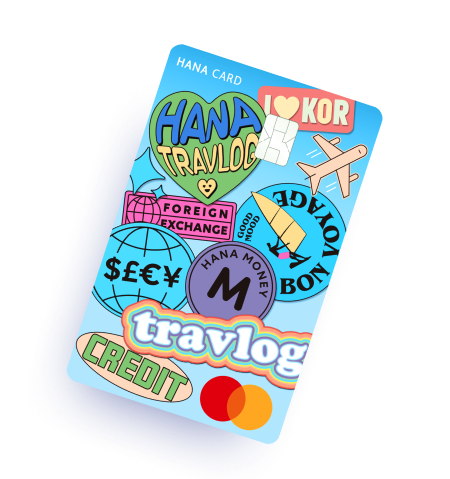 HANA CARD
I KOR
HANA
TRAVLOG
FOREIGN
EXCHANGE
GOOD
MOOD
BON VOYAGE
$£€¥
HANA MONEY
M
travlog
CREDIT